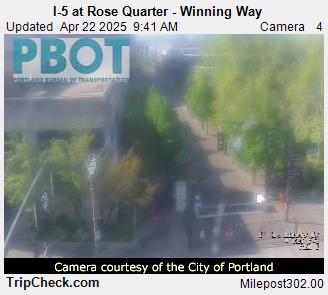 I-5 at Rose Quarter - Winning Way
Updated Apr 22 2025 9:41 AM Camera 4
PBOT
PORTLAND BUREAU OF TRANSPORTATION
Camera courtesy of the City of Portland
TripCheck.com Milepost302.00